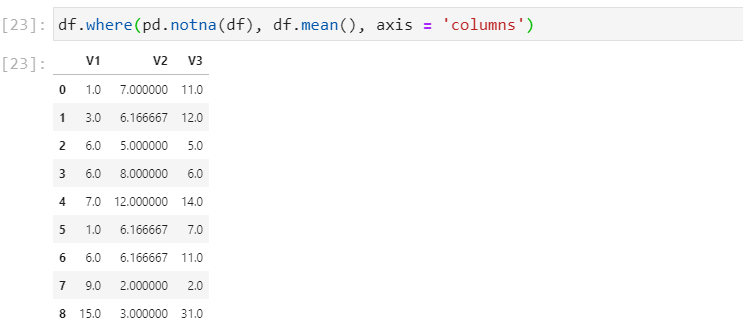 [23]: df.where(pd.notna(df), df.mean(), axis = 'columns')
[23]: V1 V2 V3
0 1.0 7.000000 11.0
1 3.0 6.166667 12.0
2 6.0 5.000000 5.0
3 6.0 8.000000 6.0
4 7.0 12.000000 14.0
5 1.0 6.166667 7.0
6 6.0 6.166667 11.0
7 9.0 2.000000 2.0
8 15.0 3.000000 31.0